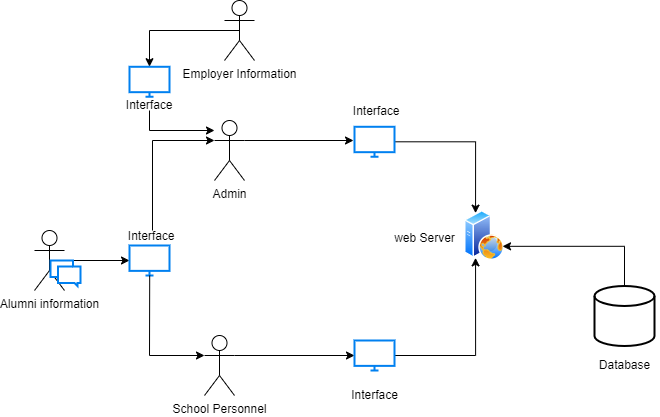 Employer Information
Interface
Interface
Admin
Interface
web Server
Alumni information
Database
Interface
School Personnel